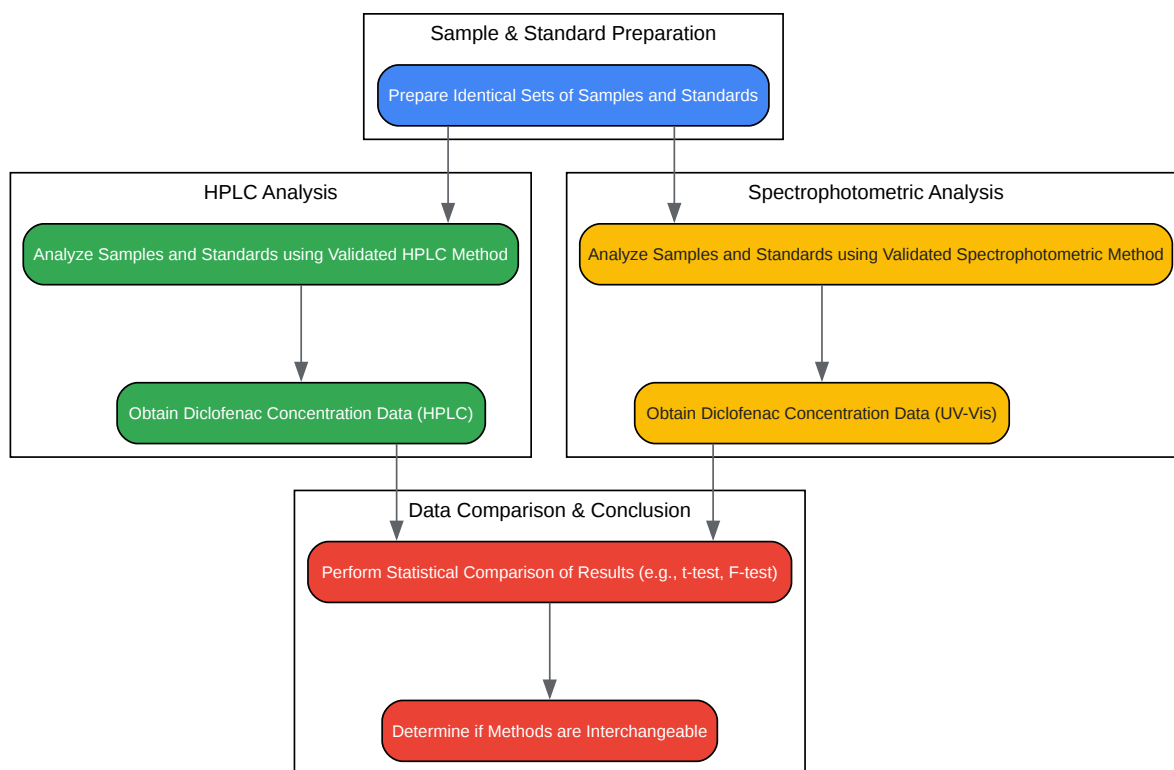 Sample & Standard Preparation
Prepare Identical Sets of Samples and Standards
HPLC Analysis
Analyze Samples and Standards using Validated HPLC Method
Obtain Diclofenac Concentration Data (HPLC)
Spectrophotometric Analysis
Analyze Samples and Standards using Validated Spectrophotometric Method
Obtain Diclofenac Concentration Data (UV-Vis)
Data Comparison & Conclusion
Perform Statistical Comparison of Results (e.g., t-test, F-test)
Determine if Methods are Interchangeable